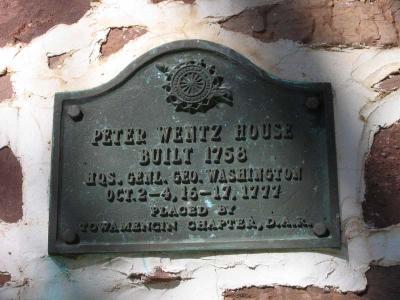 PETER WENTZ HOUSE
BUILT 1758
HQS. GENL. GEO. WASHINGTON
OCT. 2-4, 16-17, 1777
PLACED BY
TOWAMENCIN CHAPTER, D.A.R.